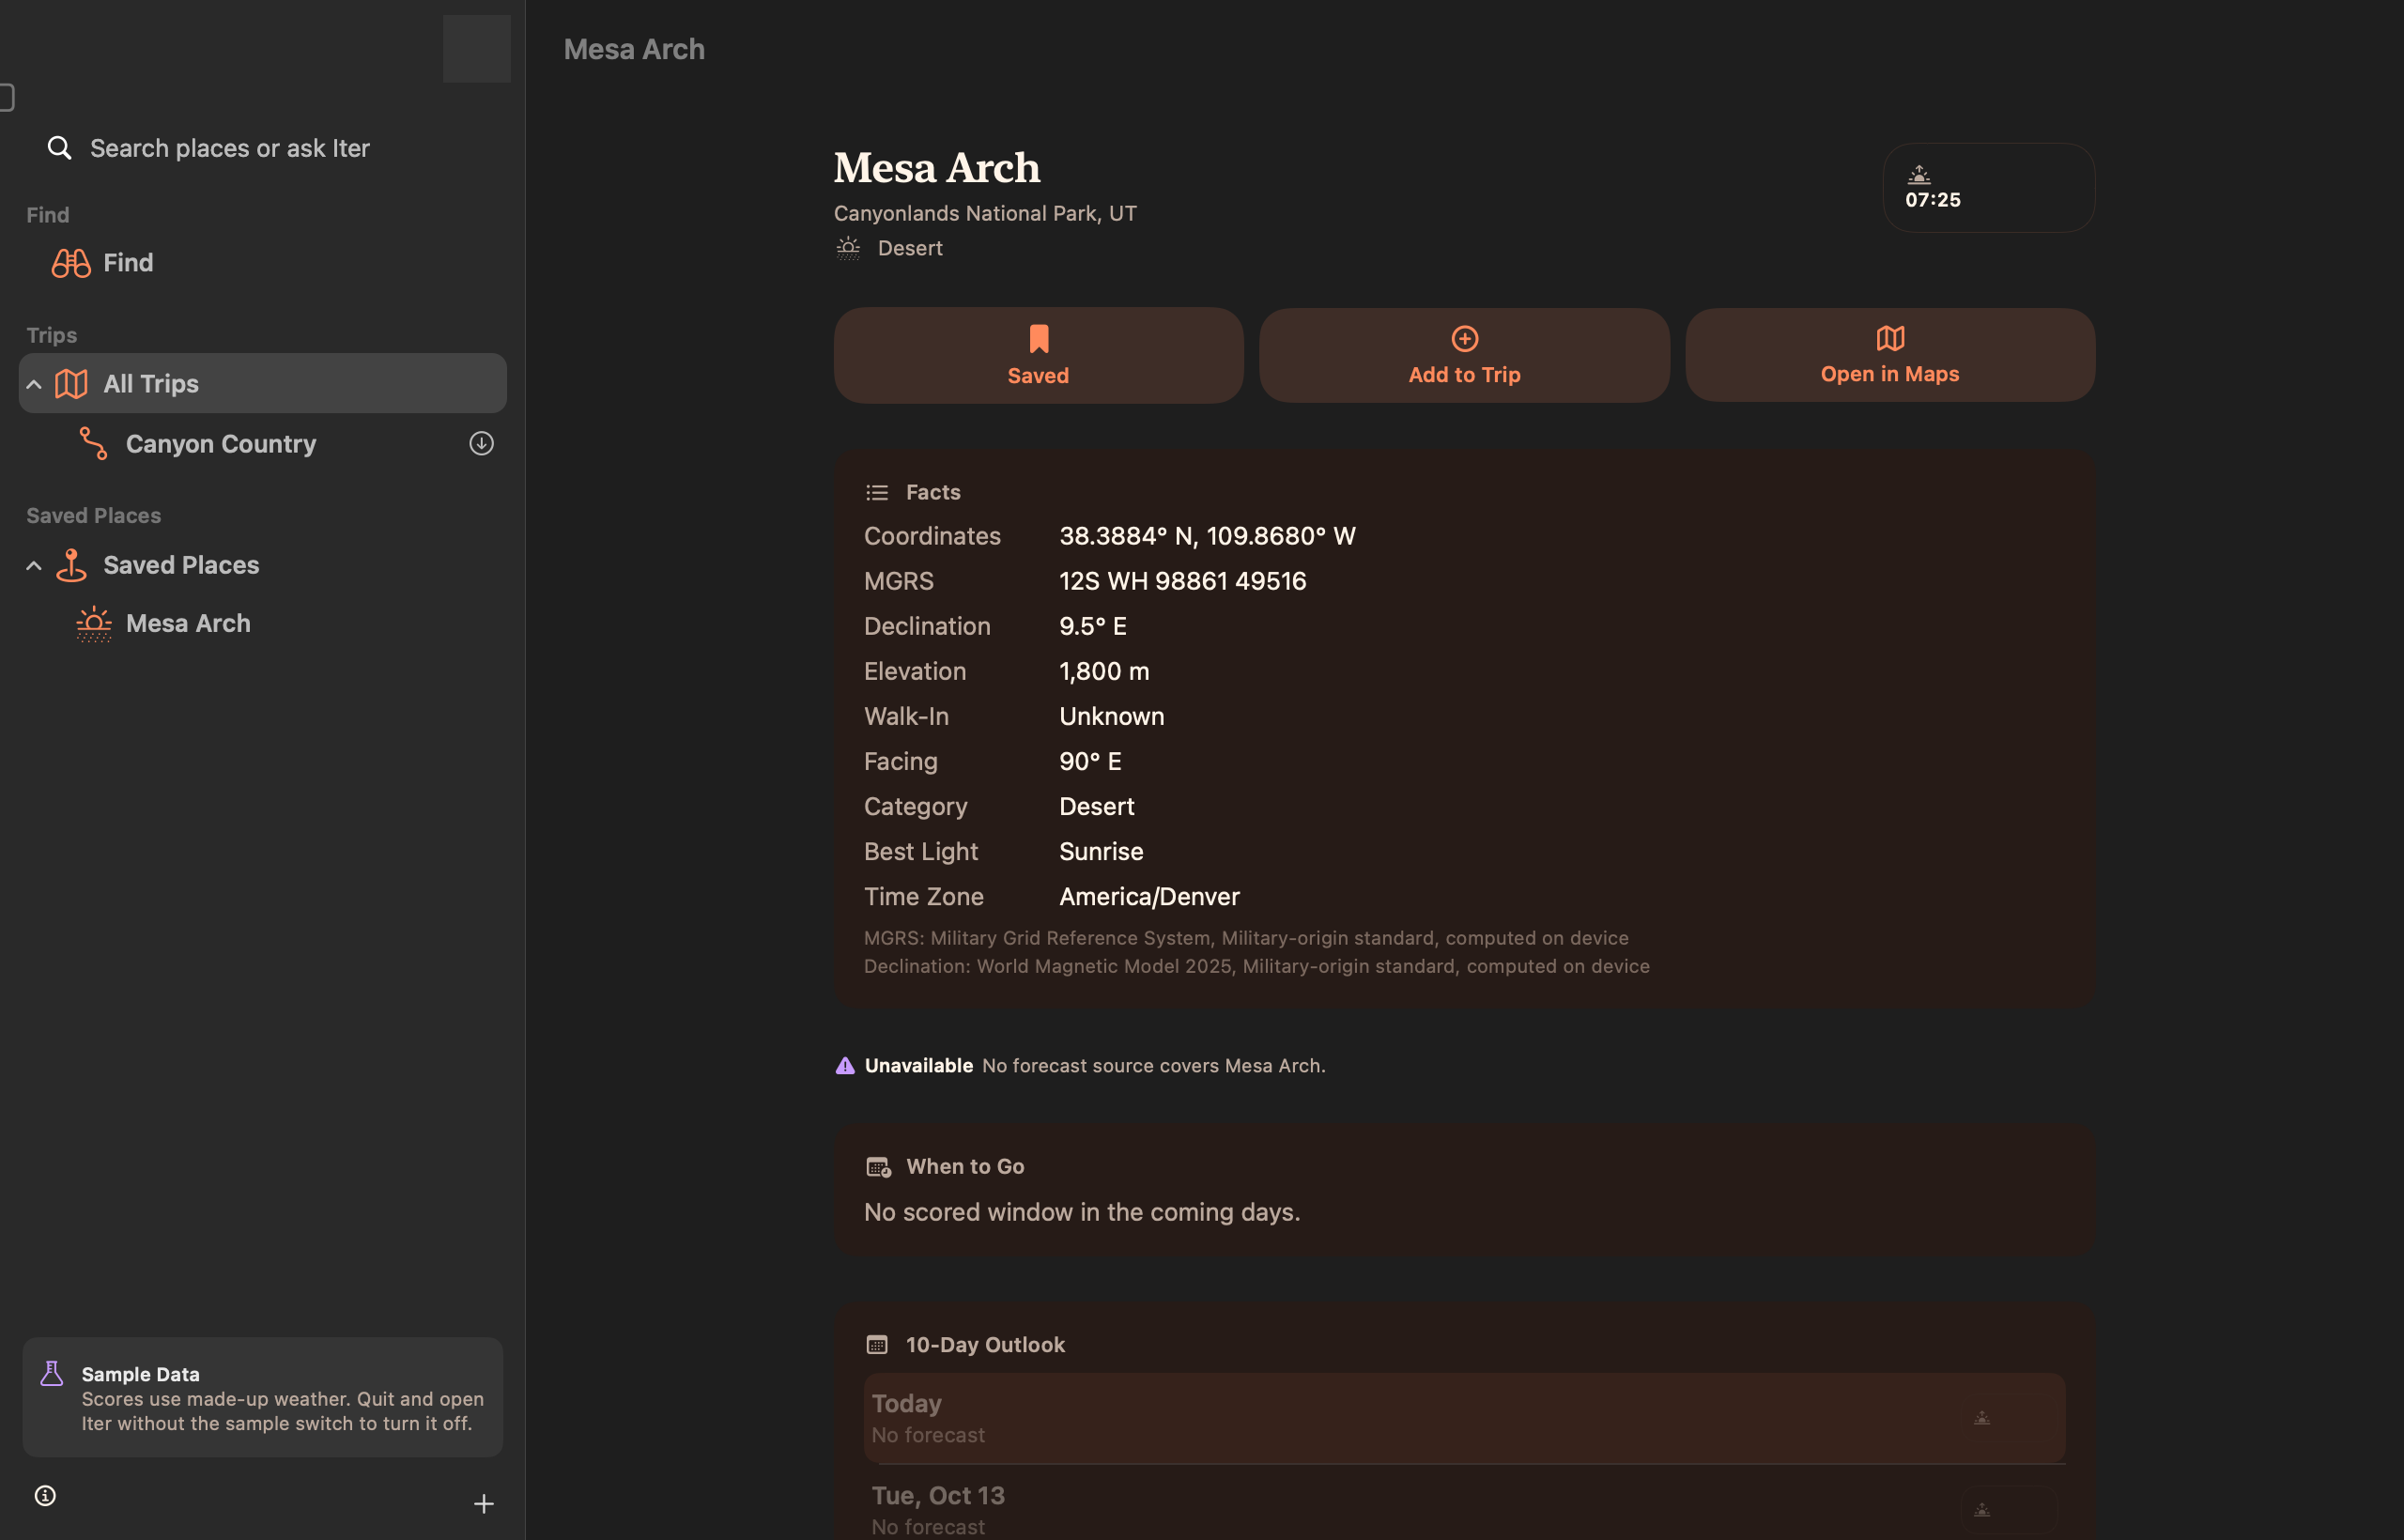 Mesa Arch
Search places or ask Iter
Find
Find
Trips
All Trips
Canyon Country
Saved Places
Saved Places
Mesa Arch
Sample Data
Scores use made-up weather. Quit and open
Iter without the sample switch to turn it off.
Mesa Arch
Canyonlands National Park, UT
Desert
07:25
Saved
Add to Trip
Open in Maps
Facts
Coordinates 38.3884° N, 109.8680° W
MGRS 12S WH 98861 49516
Declination 9.5° E
Elevation 1,800 m
Walk-In Unknown
Facing 90° E
Category Desert
Best Light Sunrise
Time Zone America/Denver
MGRS: Military Grid Reference System, Military-origin standard, computed on device
Declination: World Magnetic Model 2025, Military-origin standard, computed on device
Unavailable No forecast source covers Mesa Arch.
When to Go
No scored window in the coming days.
10-Day Outlook
Today
No forecast
Tue, Oct 13
No forecast